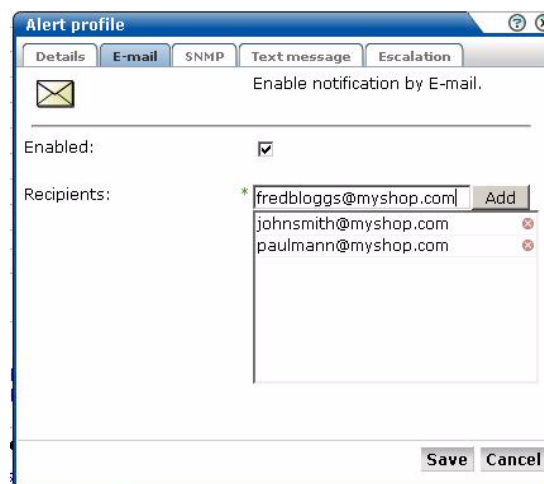 Alert profile
Details E-mail SNMP Text message Escalation
Enable notification by E-mail.
Enabled:
Recipients: * fredbloggs@myshop.com Add
johnsmith@myshop.com
paulmann@myshop.com
Save Cancel